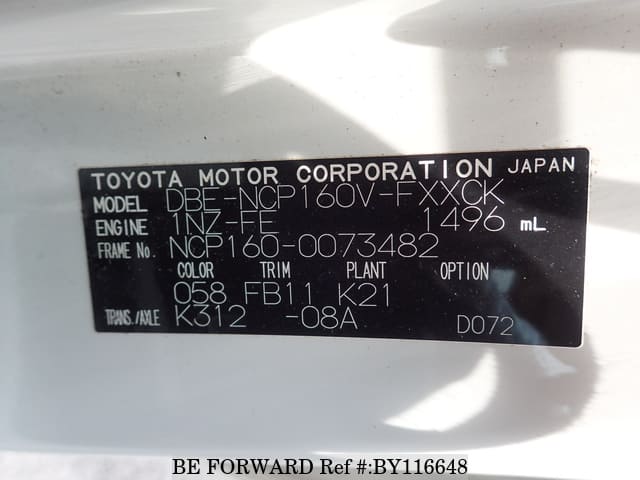 TOYOTA MOTOR CORPORATION JAPAN
MODEL DBE-NCP160V-FXXCK
ENGINE 1NZ-FE 1496 mL
FRAME No. NCP160-0073482
COLOR TRIM PLANT OPTION
058 FB11 K21
TRANS./AXLE K312 -08A D072
BE FORWARD Ref #:BY116648